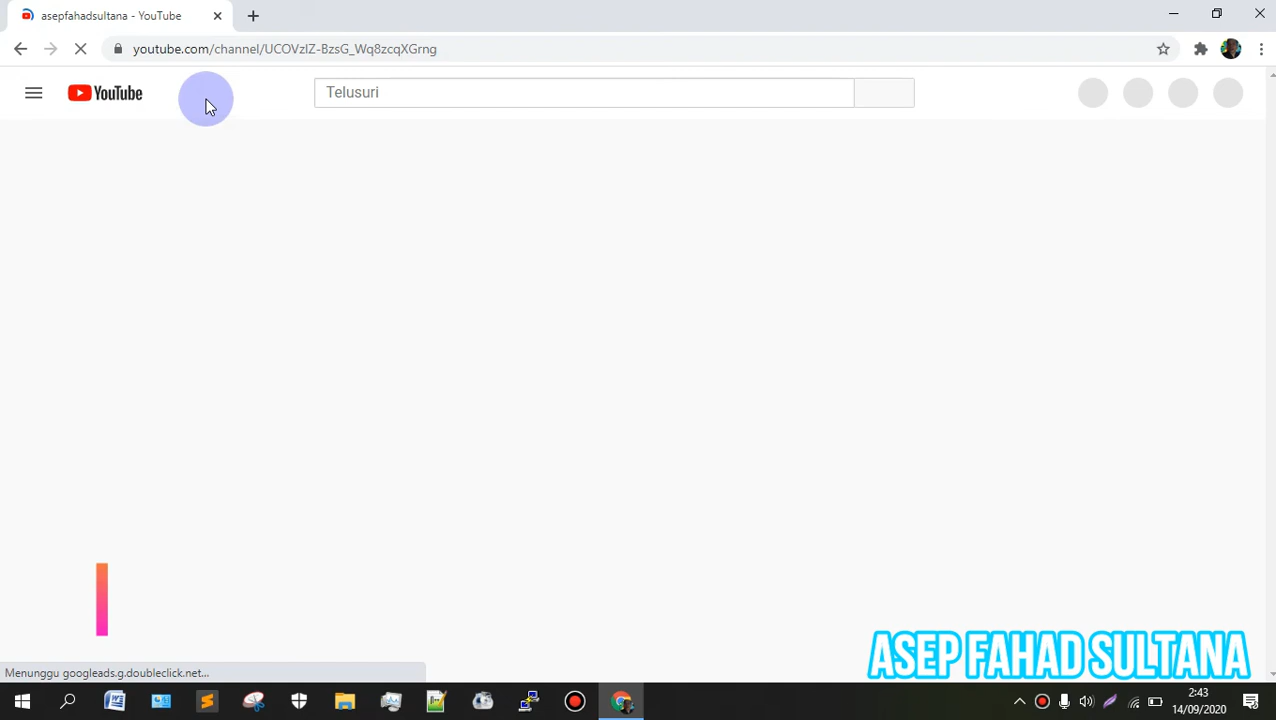 asepfahadsultana - YouTube
youtube.com/channel/UCOVzIZ-BzsG_Wq8zcqXGrng
YouTube
Telusuri
ASEP FAHAD SULTANA
Menunggu googleads.g.doubleclick.net...
2:43
14/09/2020